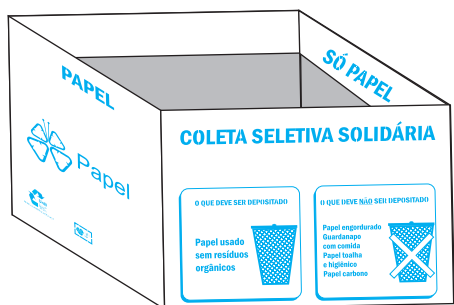 PAPEL
SÓ PAPEL
Papel
COLETA SELETIVA SOLIDÁRIA
O QUE DEVE SER DEPOSITADO
Papel usado
sem resíduos
orgânicos
O QUE DEVE NÃO SER DEPOSITADO
Papel engordurado
Guardanapo
com comida
Papel toalha
e higiênico
Papel carbono